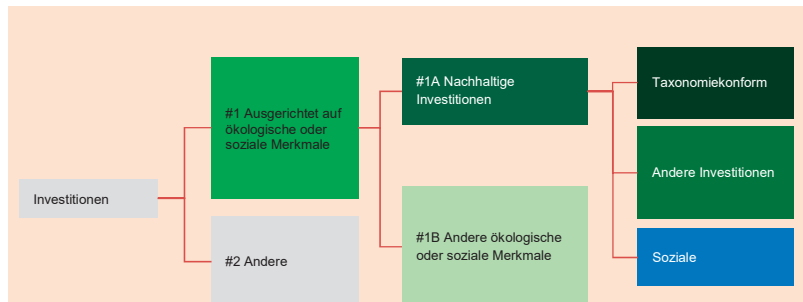 Investitionen
#1 Ausgerichtet auf
ökologische oder
soziale Merkmale
#2 Andere
#1A Nachhaltige
Investitionen
#1B Andere ökologische
oder soziale Merkmale
Taxonomiekonform
Andere Investitionen
Soziale